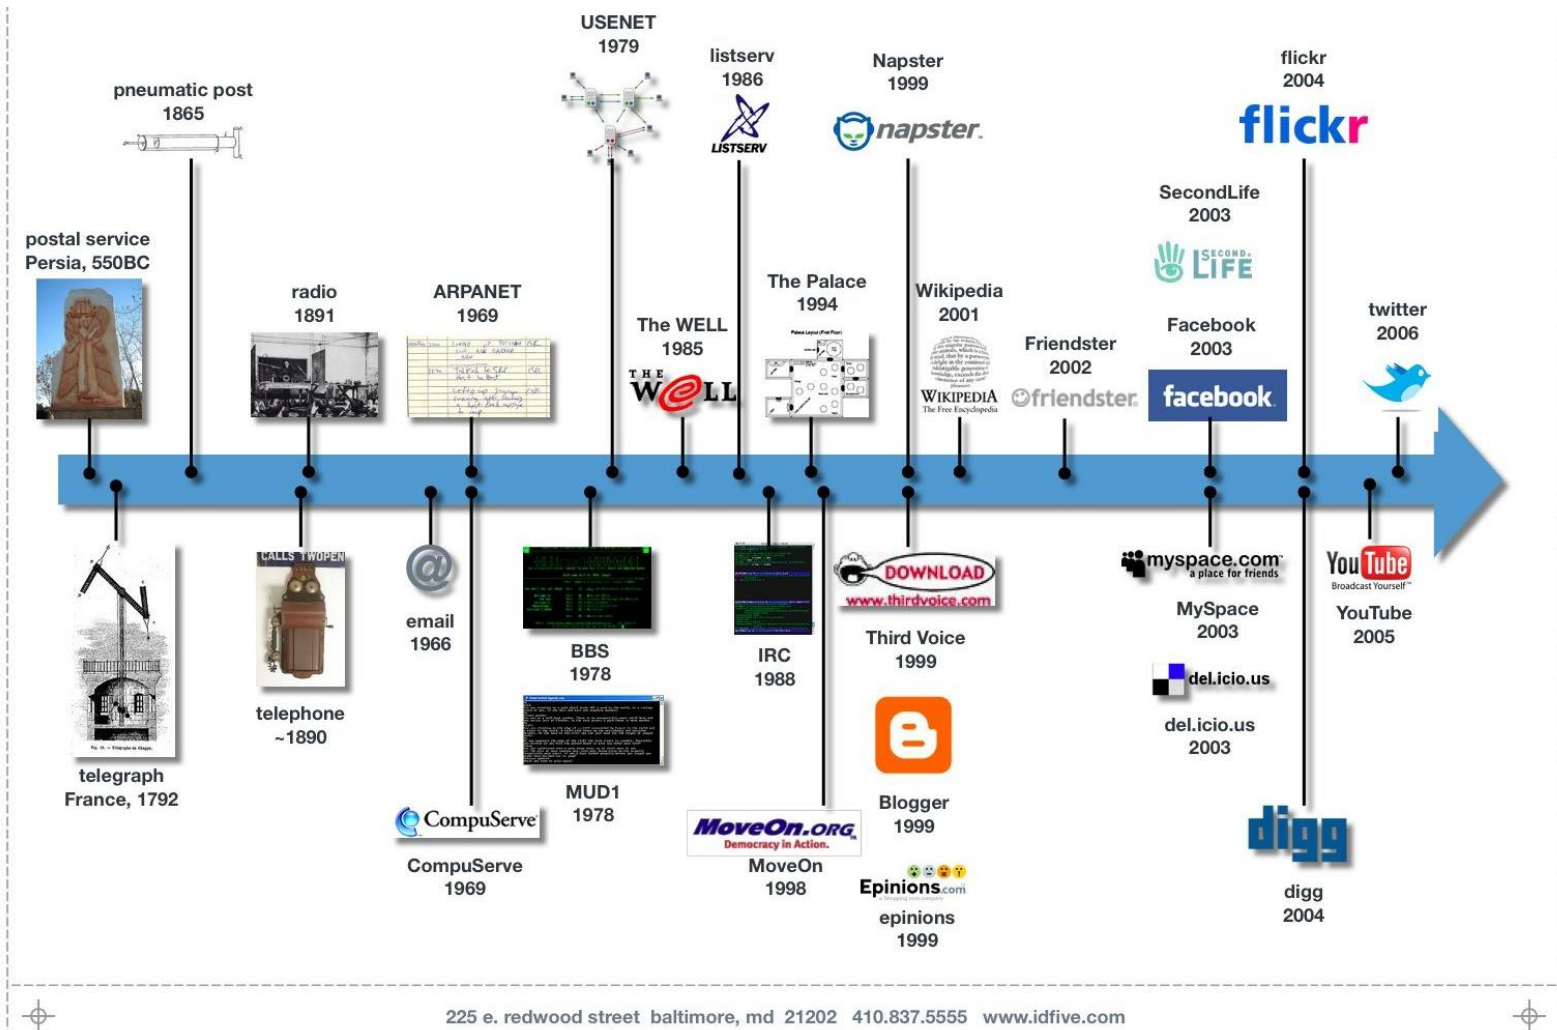 USENET
1979
listserv
1986
LISTSERV
Napster
1999
napster
flickr
2004
flickr
pneumatic post
1865
SecondLife
2003
SECOND
LIFE
postal service
Persia, 550BC
radio
1891
ARPANET
1969
The WELL
1985
THE
WELL
The Palace
1994
Palace Layout (First Floor)
Wikipedia
2001
WIKIPEDIA
The Free Encyclopedia
Friendster
2002
friendster
Facebook
2003
facebook
twitter
2006
CALLS TWOPEN
telegraph
France, 1792
telephone
~1890
@
email
1966
CompuServe
CompuServe
1969
BBS
1978
MUD1
1978
IRC
1988
MoveOn.ORG
Democracy in Action.
MoveOn
1998
DOWNLOAD
www.thirdvoice.com
Third Voice
1999
Blogger
1999
Epinions.com
epinions
1999
myspace.com
a place for friends
MySpace
2003
del.icio.us
del.icio.us
2003
digg
digg
2004
YouTube
Broadcast Yourself™
YouTube
2005
225 e. redwood street baltimore, md 21202 410.837.5555 www.idfive.com